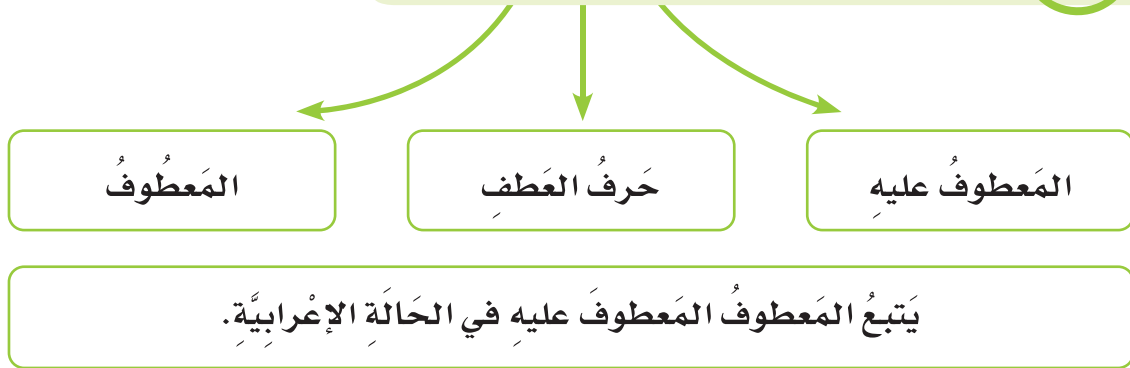 المَعطوفُ عليهِ
حَرفُ العَطفِ
المَعطُوفُ
يَتبعُ المَعطوفُ المَعطوفَ عليهِ في الحَالَةِ الإعْرابِيَّةِ.